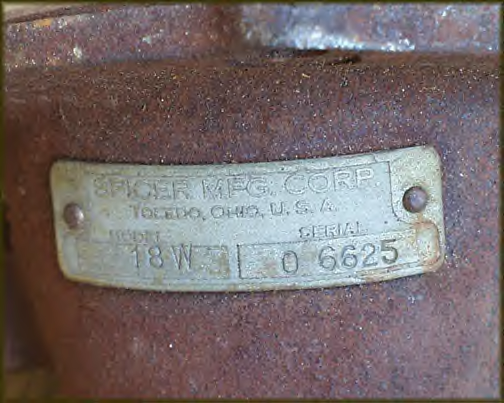 SPICER MFG. CORP.
TOLEDO, OHIO, U. S. A.
MODEL SERIAL
18 W 0 6625